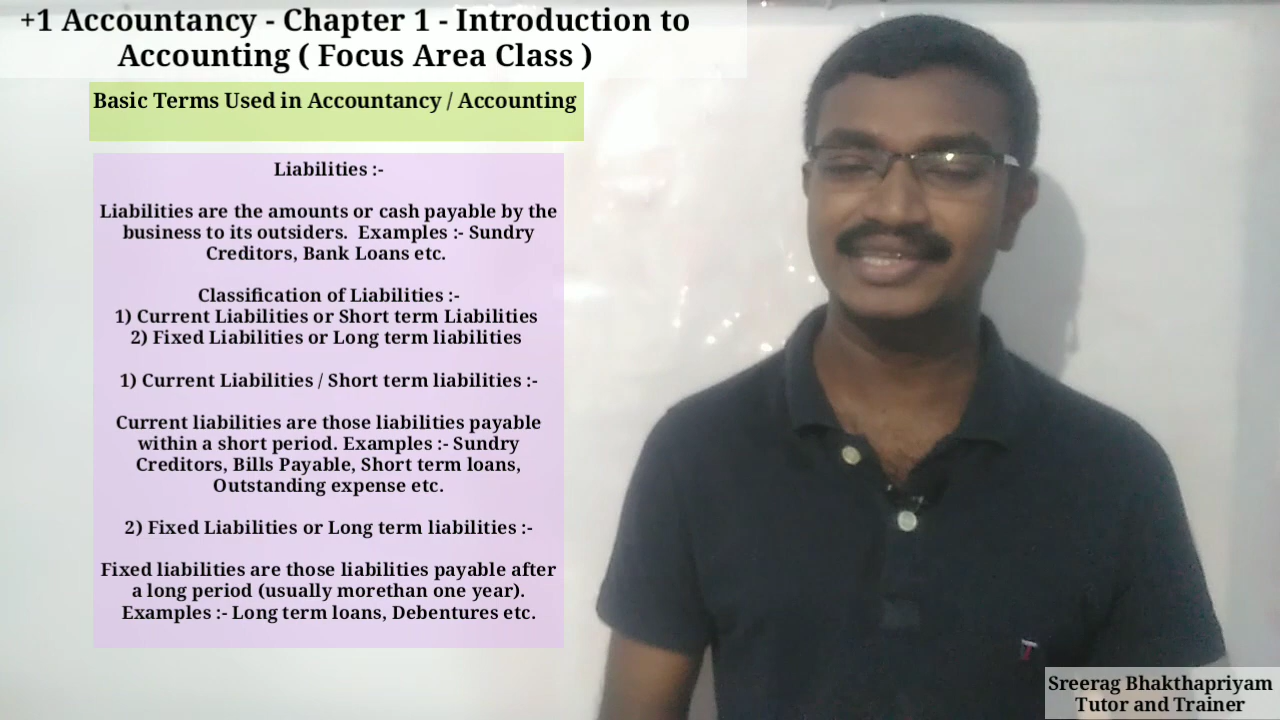 +1 Accountancy - Chapter 1 - Introduction to
Accounting ( Focus Area Class )
Basic Terms Used in Accountancy / Accounting
Liabilities :-
Liabilities are the amounts or cash payable by the
business to its outsiders.  Examples :- Sundry
Creditors, Bank Loans etc.
Classification of Liabilities :-
1) Current Liabilities or Short term Liabilities
2) Fixed Liabilities or Long term liabilities
1) Current Liabilities / Short term liabilities :-
Current liabilities are those liabilities payable
within a short period. Examples :- Sundry
Creditors, Bills Payable, Short term loans,
Outstanding expense etc.
2) Fixed Liabilities or Long term liabilities :-
Fixed liabilities are those liabilities payable after
a long period (usually morethan one year).
Examples :- Long term loans, Debentures etc.
Sreerag Bhakthapriyam
Tutor and Trainer